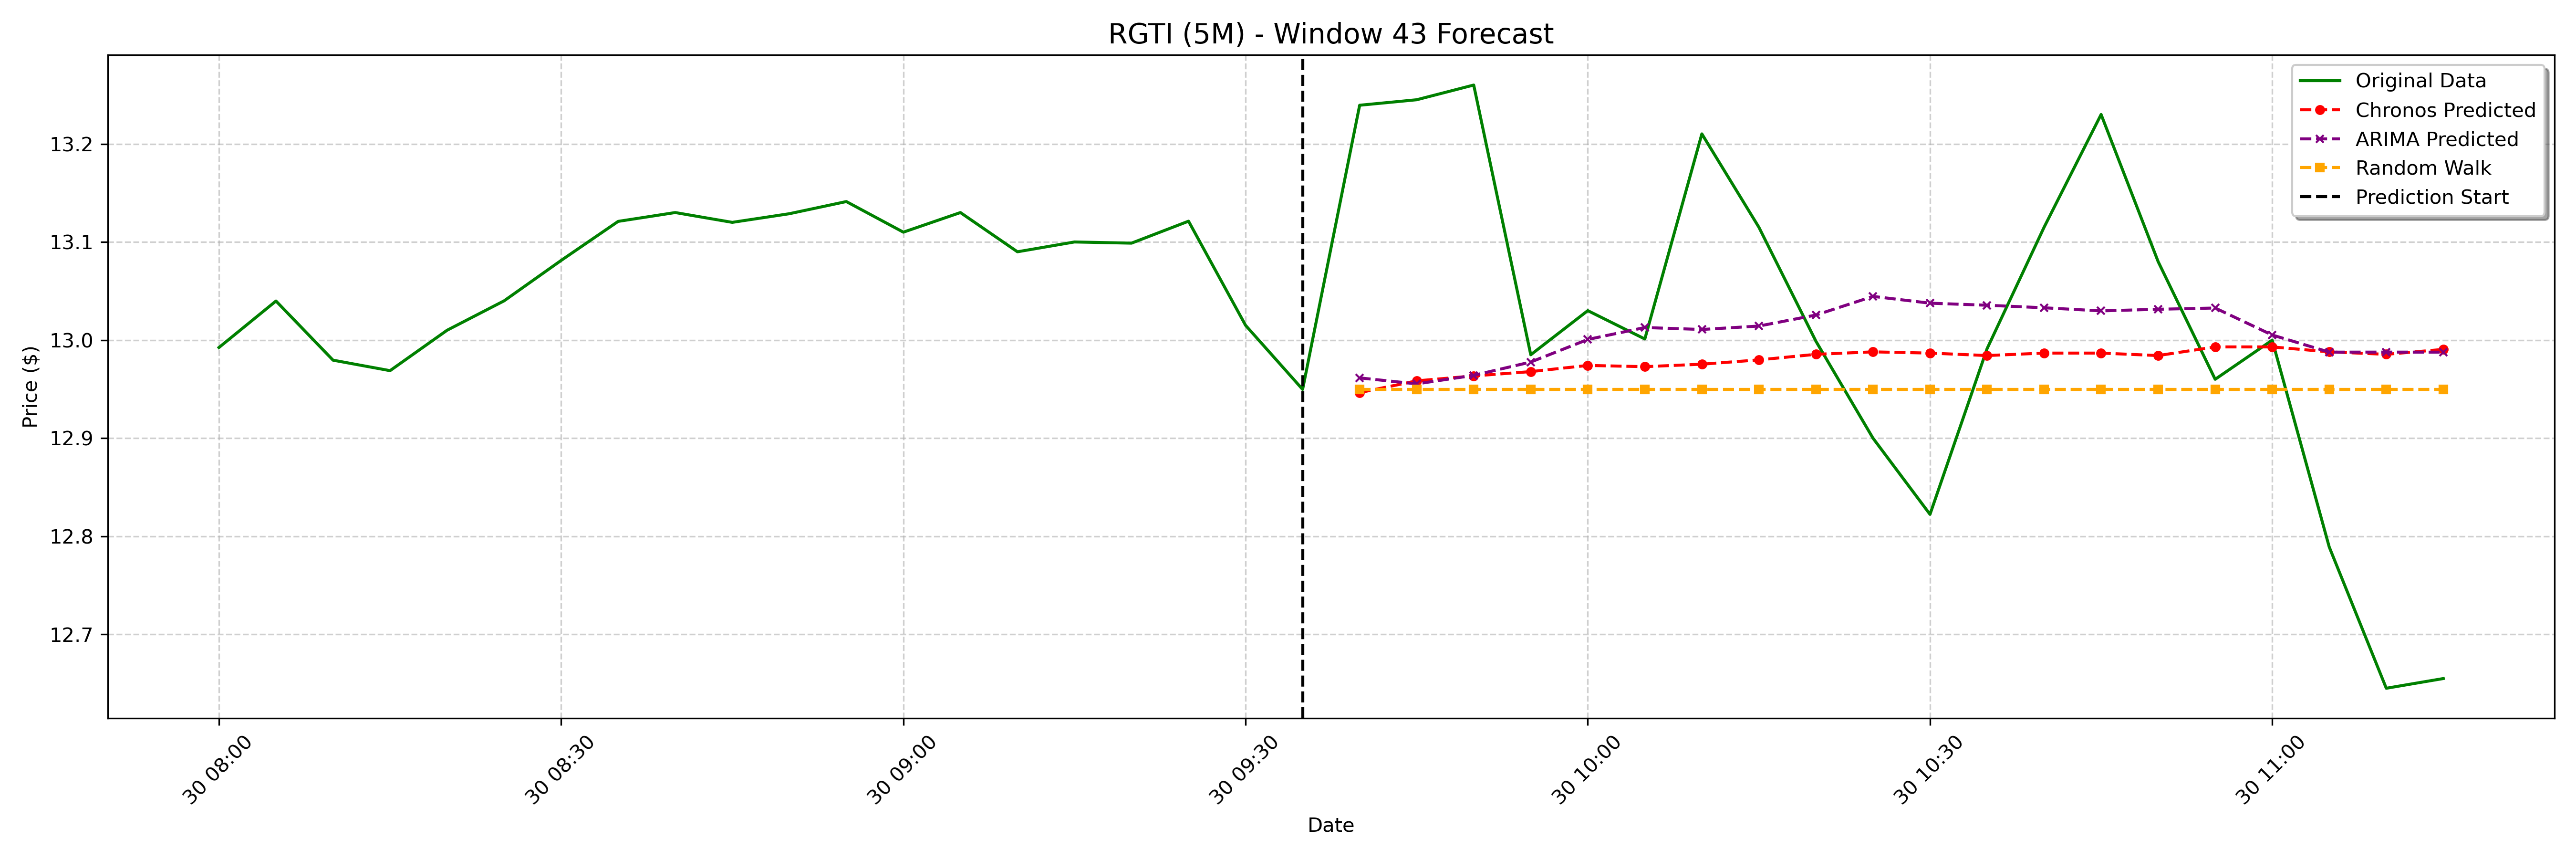 RGTI (5M) - Window 43 Forecast
Original Data
Chronos Predicted
ARIMA Predicted
Random Walk
Prediction Start
Price ($)
13.2
13.1
13.0
12.9
12.8
12.7
30 08:00
30 08:30
30 09:00
30 09:30
30 10:00
30 10:30
30 11:00
Date